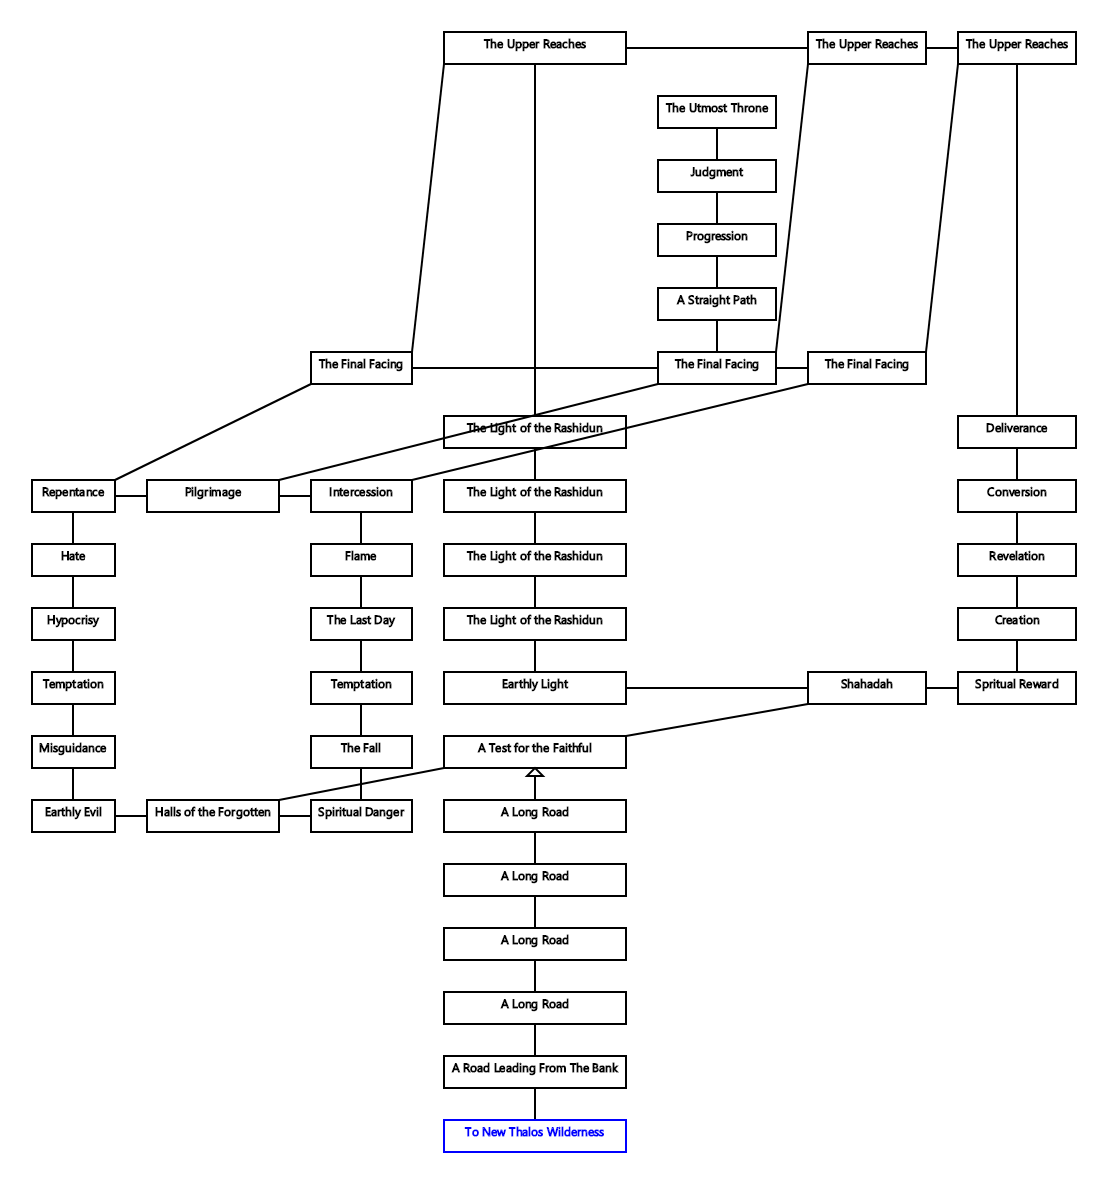 The Upper Reaches
The Upper Reaches
The Upper Reaches
The Utmost Throne
Judgment
Progression
A Straight Path
The Final Facing
The Final Facing
The Final Facing
The Light of the Rashidun
Deliverance
Repentance
Pilgrimage
Intercession
The Light of the Rashidun
Conversion
Hate
Flame
The Light of the Rashidun
Revelation
Hypocrisy
The Last Day
The Light of the Rashidun
Creation
Temptation
Temptation
Earthly Light
Shahadah
Spritual Reward
Misguidance
The Fall
A Test for the Faithful
Earthly Evil
Halls of the Forgotten
Spiritual Danger
A Long Road
A Long Road
A Long Road
A Long Road
A Road Leading From The Bank
To New Thalos Wilderness